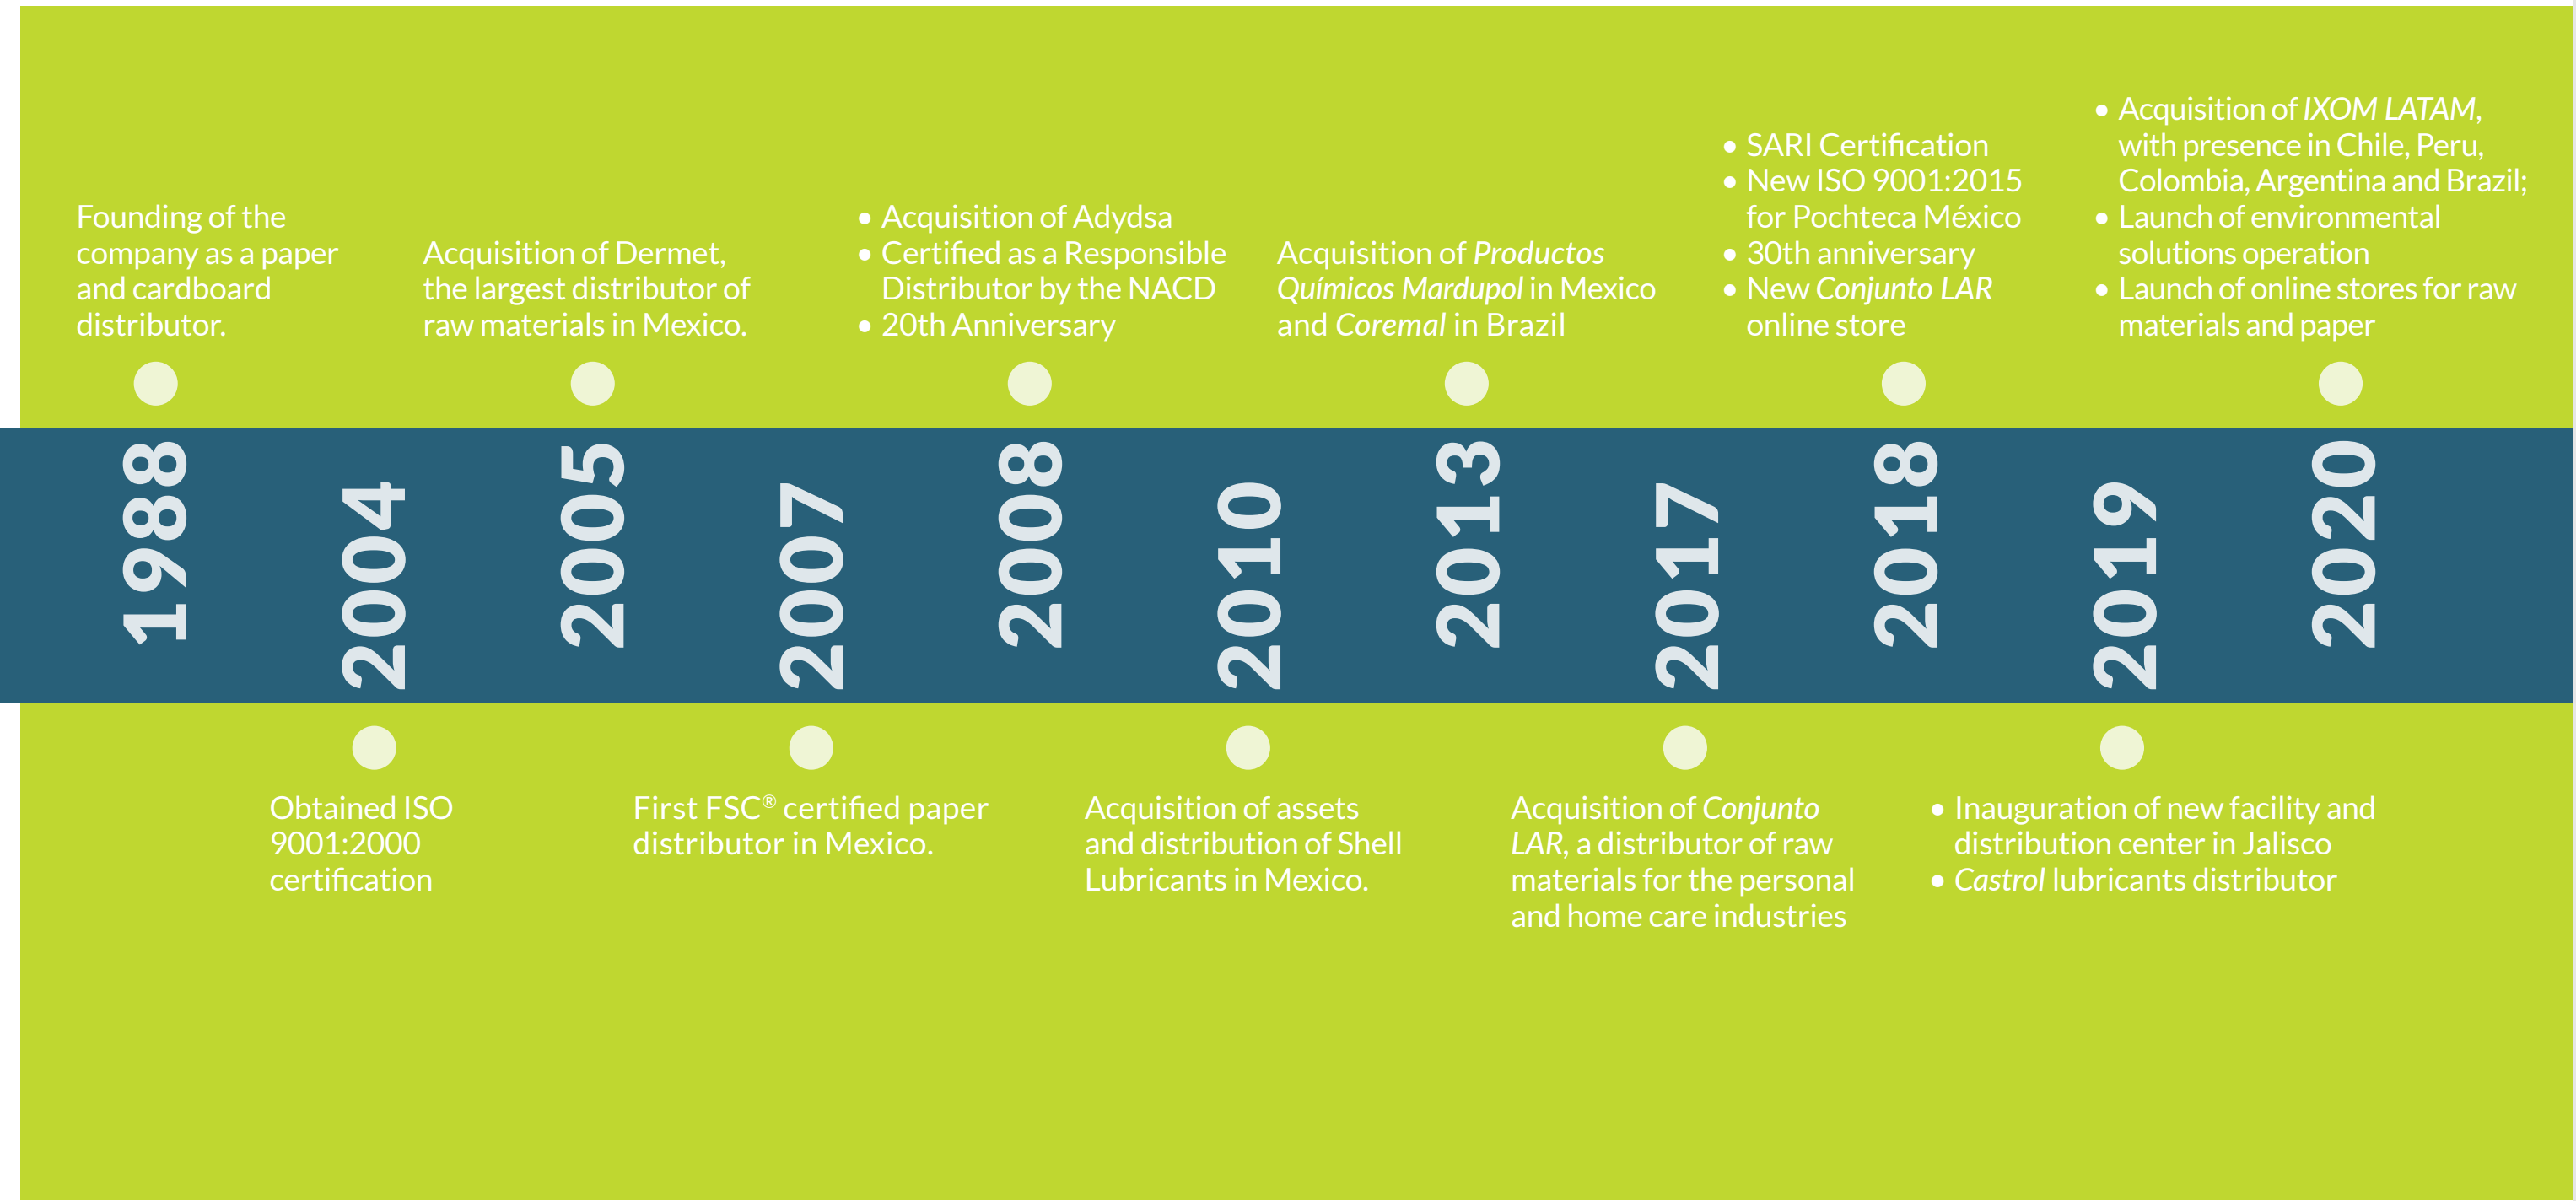 Founding of the
company as a paper
and cardboard
distributor.
1988
Obtained ISO
9001:2000
certification
2004
Acquisition of Dermet,
the largest distributor of
raw materials in Mexico.
2005
First FSC® certified paper
distributor in Mexico.
2007
• Acquisition of Adydsa
• Certified as a Responsible
Distributor by the NACD
• 20th Anniversary
2008
Acquisition of assets
and distribution of Shell
Lubricants in Mexico.
2010
Acquisition of Productos
Químicos Mardupol in Mexico
and Coremal in Brazil
2013
Acquisition of Conjunto
LAR, a distributor of raw
materials for the personal
and home care industries
2017
• SARI Certification
• New ISO 9001:2015
for Pochteca México
• 30th anniversary
• New Conjunto LAR
online store
2018
• Inauguration of new facility and
distribution center in Jalisco
• Castrol lubricants distributor
2019
• Acquisition of IXOM LATAM,
with presence in Chile, Peru,
Colombia, Argentina and Brazil;
• Launch of environmental
solutions operation
• Launch of online stores for raw
materials and paper
2020